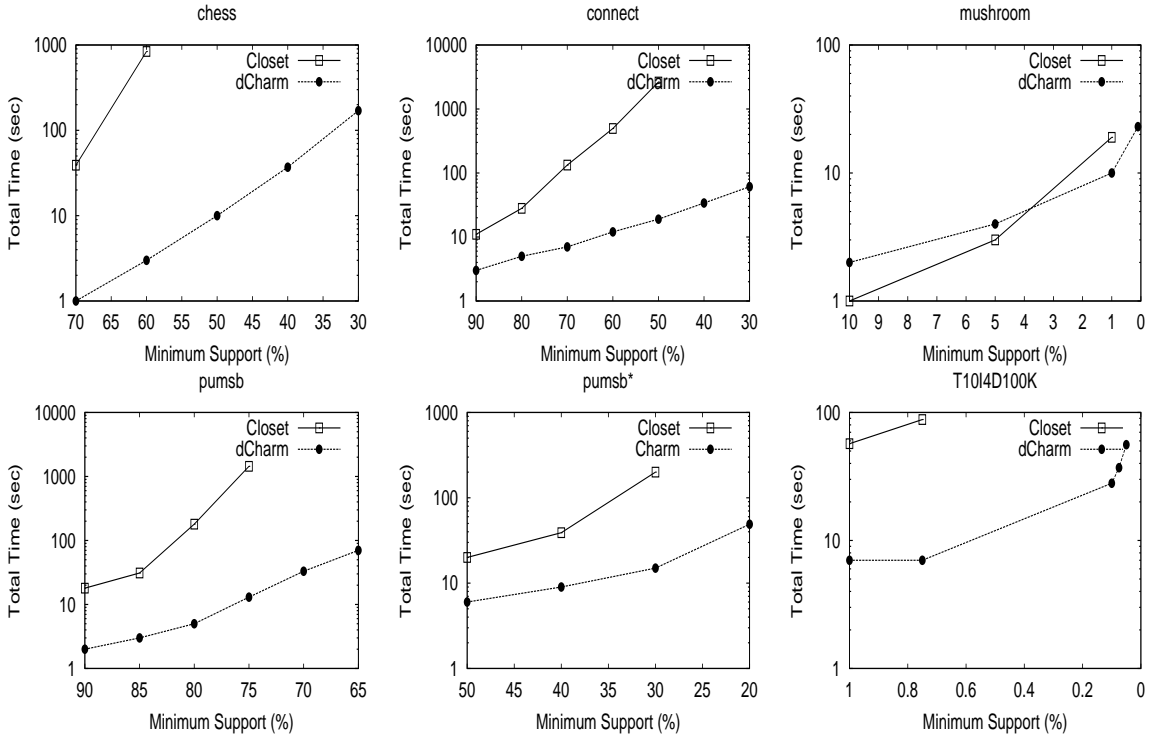 chess
1000
100
10
1
Total Time (sec)
Closet
dCharm
70 65 60 55 50 45 40 35 30
Minimum Support (%)
connect
10000
1000
100
10
1
Total Time (sec)
Closet
dCharm
90 80 70 60 50 40 30
Minimum Support (%)
mushroom
100
10
1
Total Time (sec)
Closet
dCharm
10 9 8 7 6 5 4 3 2 1 0
Minimum Support (%)
pumsb
10000
1000
100
10
1
Total Time (sec)
Closet
dCharm
90 85 80 75 70 65
Minimum Support (%)
pumsb*
1000
100
10
1
Total Time (sec)
Closet
Charm
50 45 40 35 30 25 20
Minimum Support (%)
T10I4D100K
100
10
1
Total Time (sec)
Closet
dCharm
1 0.8 0.6 0.4 0.2 0
Minimum Support (%)